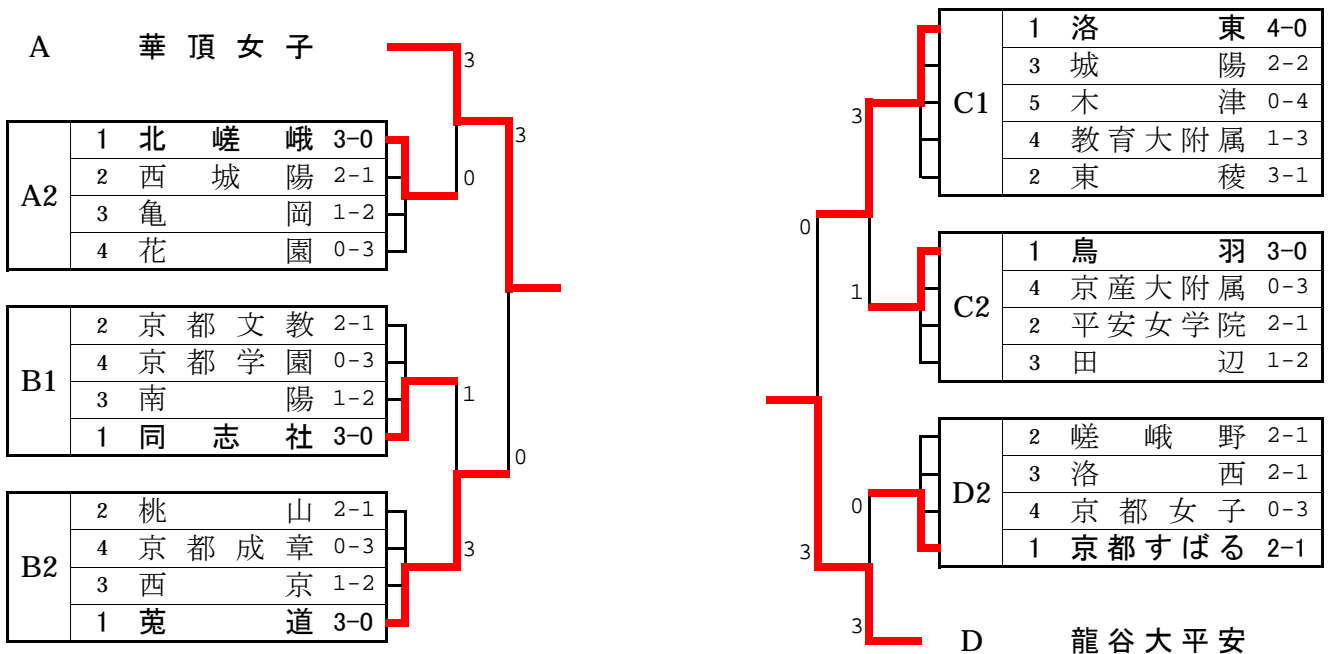 A 華頂女子
3
3
0
A2
1 北嵯峨 3-0
2 西城陽 2-1
3 亀岡 1-2
4 花園 0-3
B1
2 京都文教 2-1
4 京都学園 0-3
3 南陽 1-2
1 同志社 3-0
1
0
3
B2
2 桃山 2-1
4 京都成章 0-3
3 西京 1-2
1 莵道 3-0
C1
1 洛東 4-0
3 城陽 2-2
5 木津 0-4
4 教育大附属 1-3
2 東稜 3-1
3
0
1
C2
1 鳥羽 3-0
4 京産大附属 0-3
2 平安女学院 2-1
3 田辺 1-2
D2
2 嵯峨野 2-1
3 洛西 2-1
4 京都女子 0-3
1 京都すばる 2-1
0
3
3
D 龍谷大平安